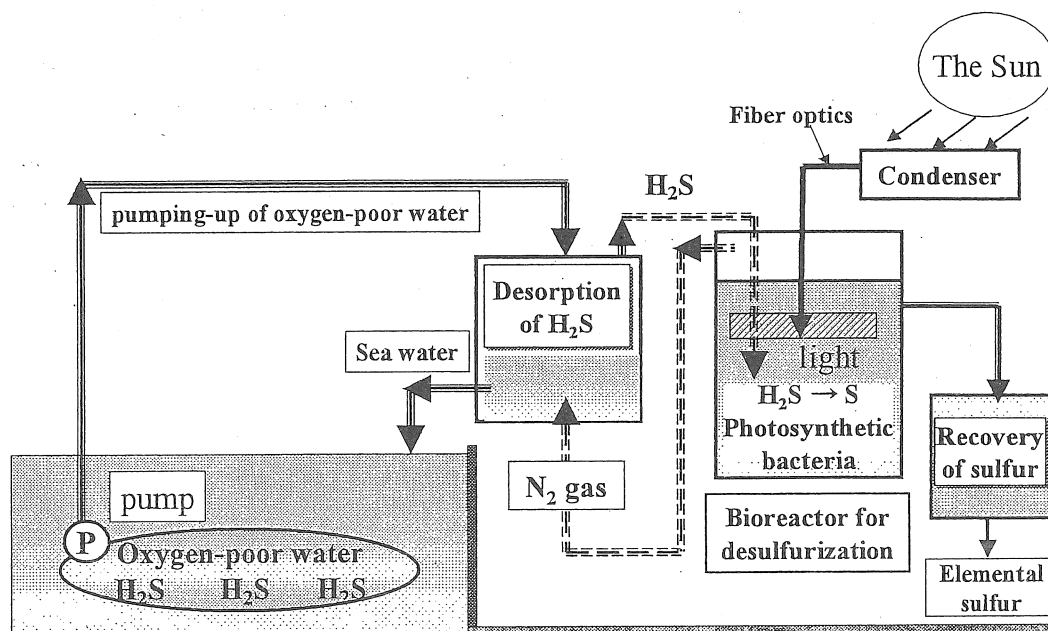 The Sun
Fiber optics
Condenser
H₂S
pumping-up of oxygen-poor water
Desorption
of H₂S
Sea water
light
H₂S → S
Photosynthetic
bacteria
Recovery
of sulfur
N₂ gas
pump
P
Oxygen-poor water
H₂S H₂S H₂S
Bioreactor for
desulfurization
Elemental
sulfur